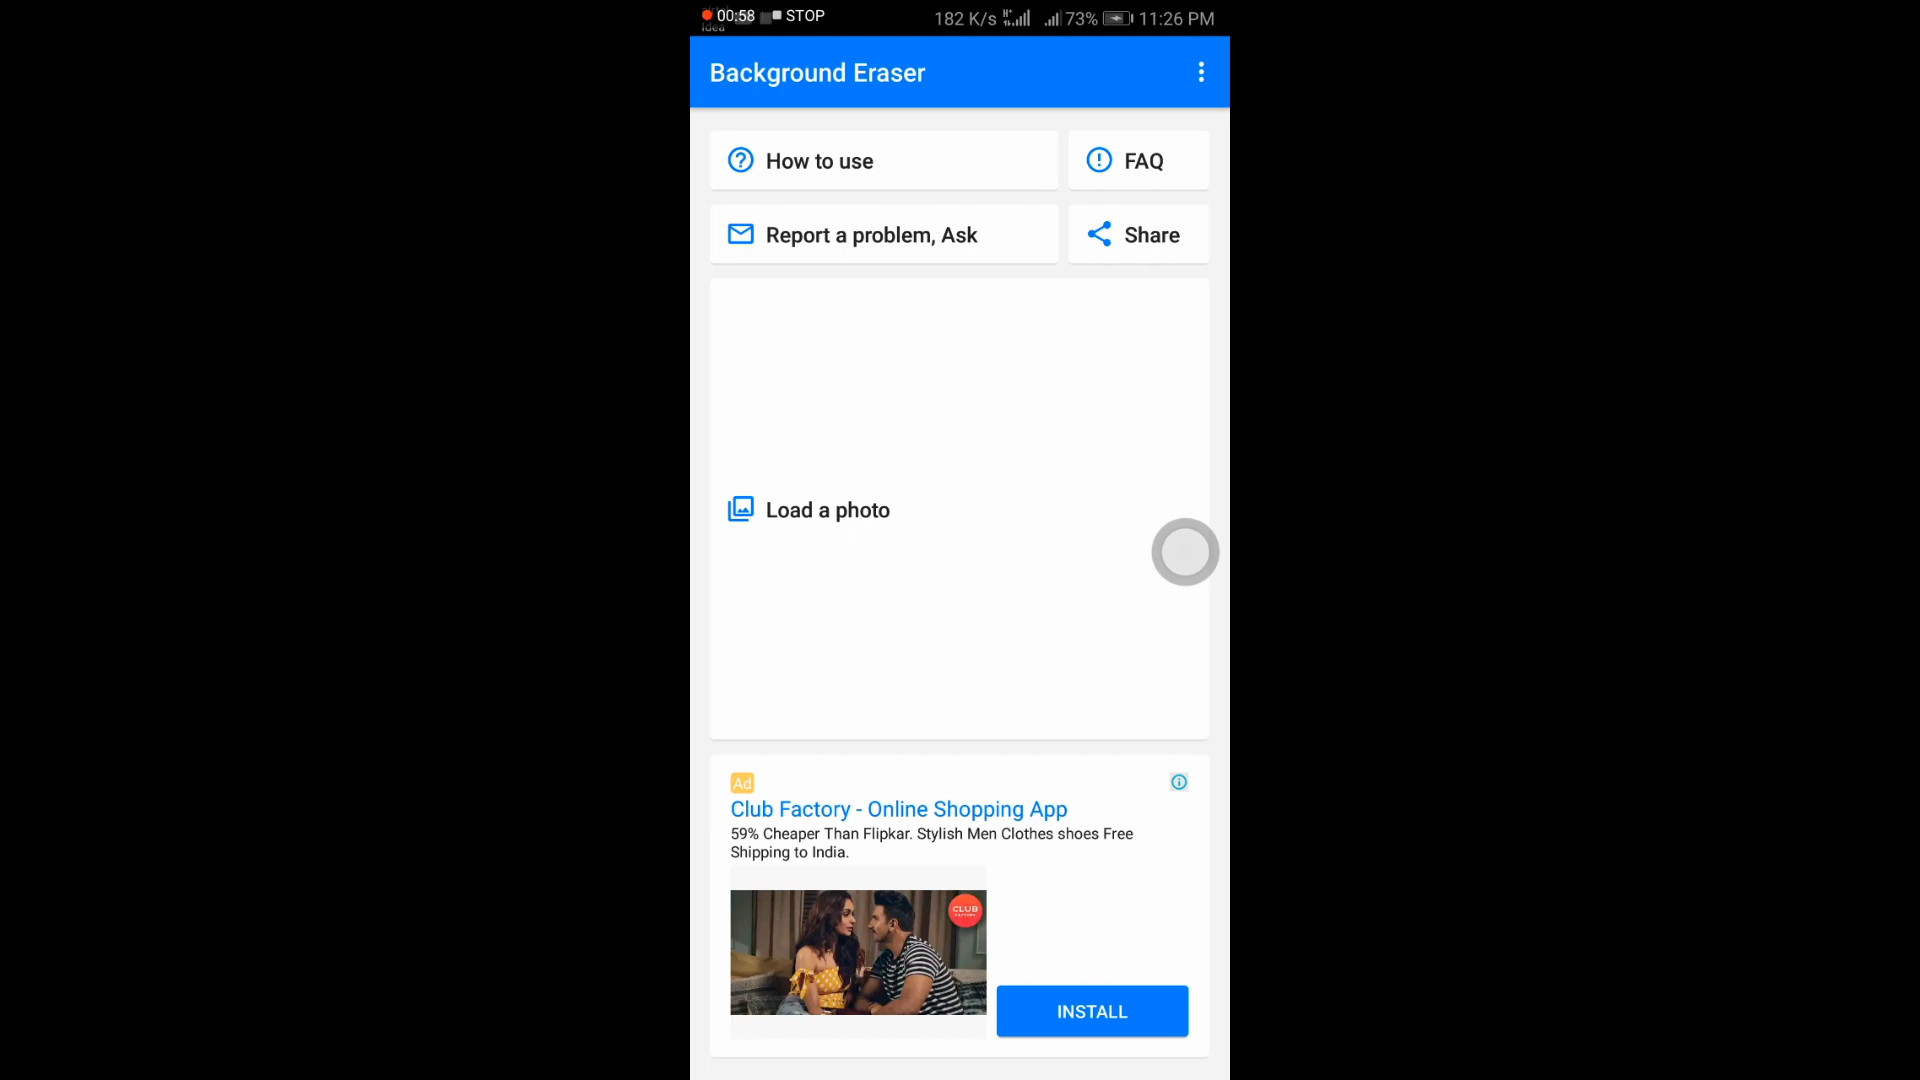 00:58 STOP 182 K/s 73% 11:26 PM
Idea
Background Eraser
How to use
FAQ
Report a problem, Ask
Share
Load a photo
Ad
Club Factory - Online Shopping App
59% Cheaper Than Flipkar. Stylish Men Clothes shoes Free
Shipping to India.
CLUB
FACTORY
INSTALL